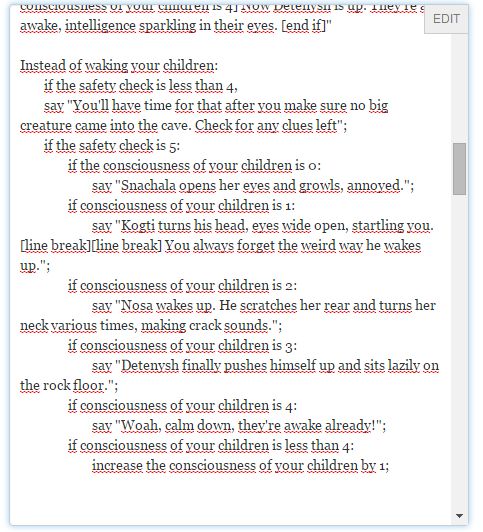 consciousness of your children is 4] Now Detenysh is up. They're a
awake, intelligence sparkling in their eyes. [end if]"
EDIT
Instead of waking your children:
if the safety check is less than 4,
say "You'll have time for that after you make sure no big
creature came into the cave. Check for any clues left";
if the safety check is 5:
if the consciousness of your children is 0:
say "Snachala opens her eyes and growls, annoyed.";
if consciousness of your children is 1:
say "Kogti turns his head, eyes wide open, startling you.
[line break][line break] You always forget the weird way he wakes
up.";
if consciousness of your children is 2:
say "Nosa wakes up. He scratches her rear and turns her
neck various times, making crack sounds.";
if consciousness of your children is 3:
say "Detenysh finally pushes himself up and sits lazily on
the rock floor.";
if consciousness of your children is 4:
say "Woah, calm down, they're awake already!";
if consciousness of your children is less than 4:
increase the consciousness of your children by 1;